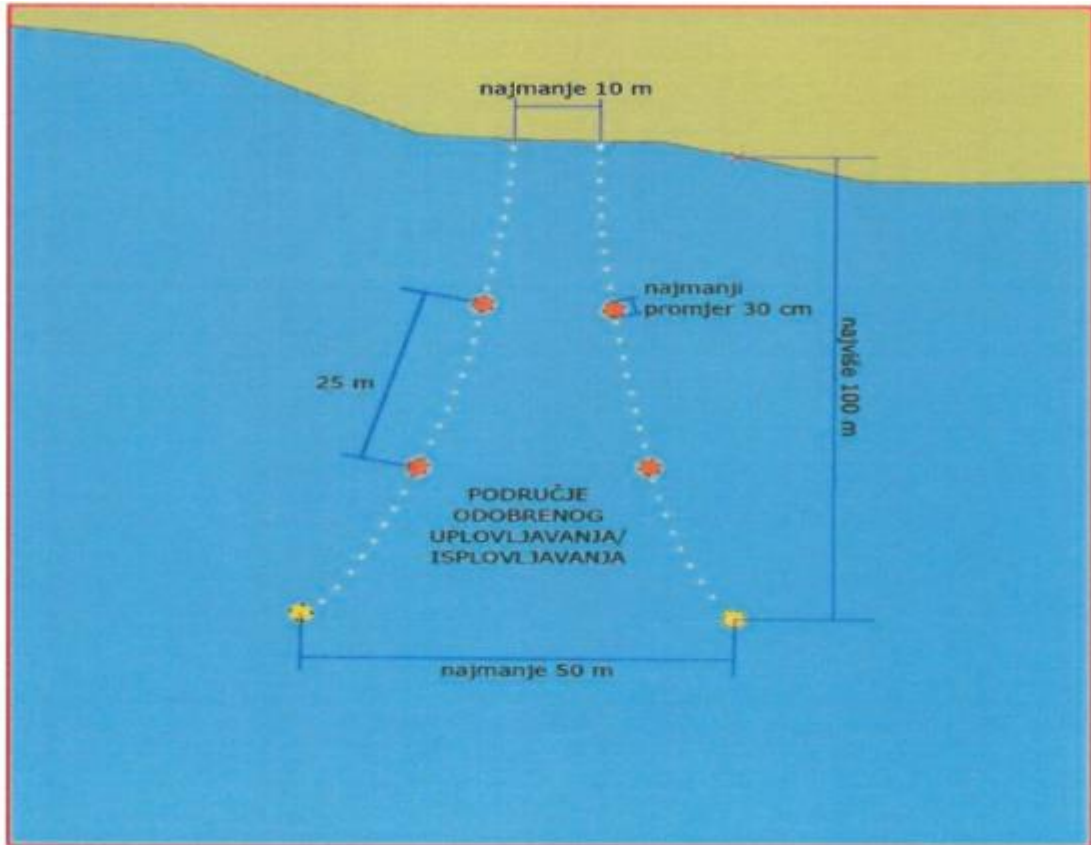 najmanje 10 m
najmanji
promjer 30 cm
najviše 100 m
25 m
PODRUČJE
ODOBRENOG
UPLOVLJAVANJA/
ISPLOVLJAVANJA
najmanje 50 m